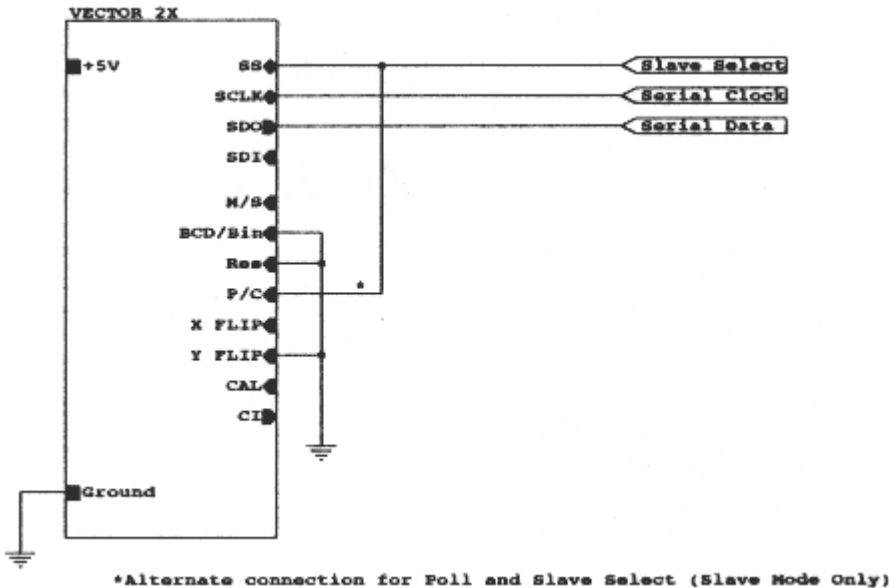 VECTOR 2X
+5V
SS
Slave Select
SCLK
Serial Clock
SDO
Serial Data
SDI
M/S
BCD/Bin
Res
P/C
*
X FLIP
Y FLIP
CAL
CI
Ground
*Alternate connection for Poll and Slave Select (Slave Mode Only)